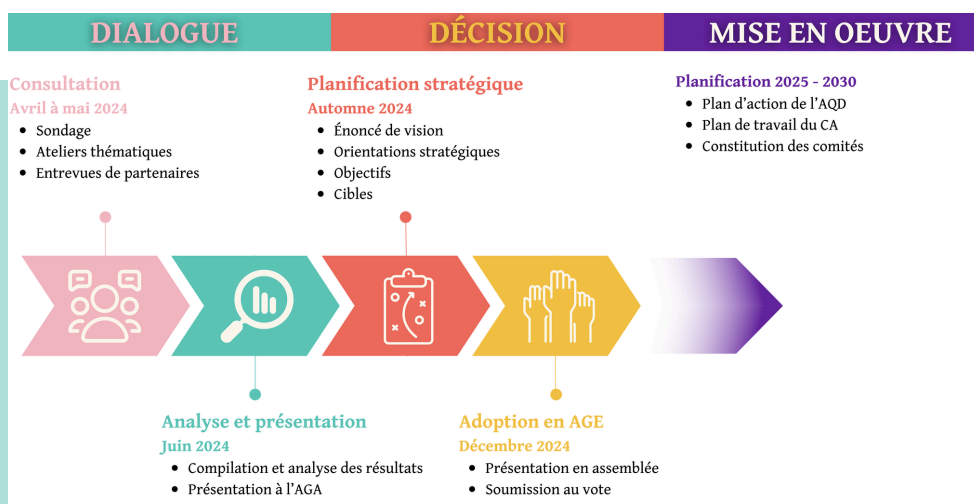 DIALOGUE
DÉCISION
MISE EN OEUVRE
Consultation
Avril à mai 2024
• Sondage
• Ateliers thématiques
• Entrevues de partenaires
Planification stratégique
Automne 2024
• Énoncé de vision
• Orientations stratégiques
• Objectifs
• Cibles
Planification 2025 - 2030
• Plan d'action de l'AQD
• Plan de travail du CA
• Constitution des comités
Analyse et présentation
Juin 2024
• Compilation et analyse des résultats
• Présentation à l'AGA
Adoption en AGE
Décembre 2024
• Présentation en assemblée
• Soumission au vote